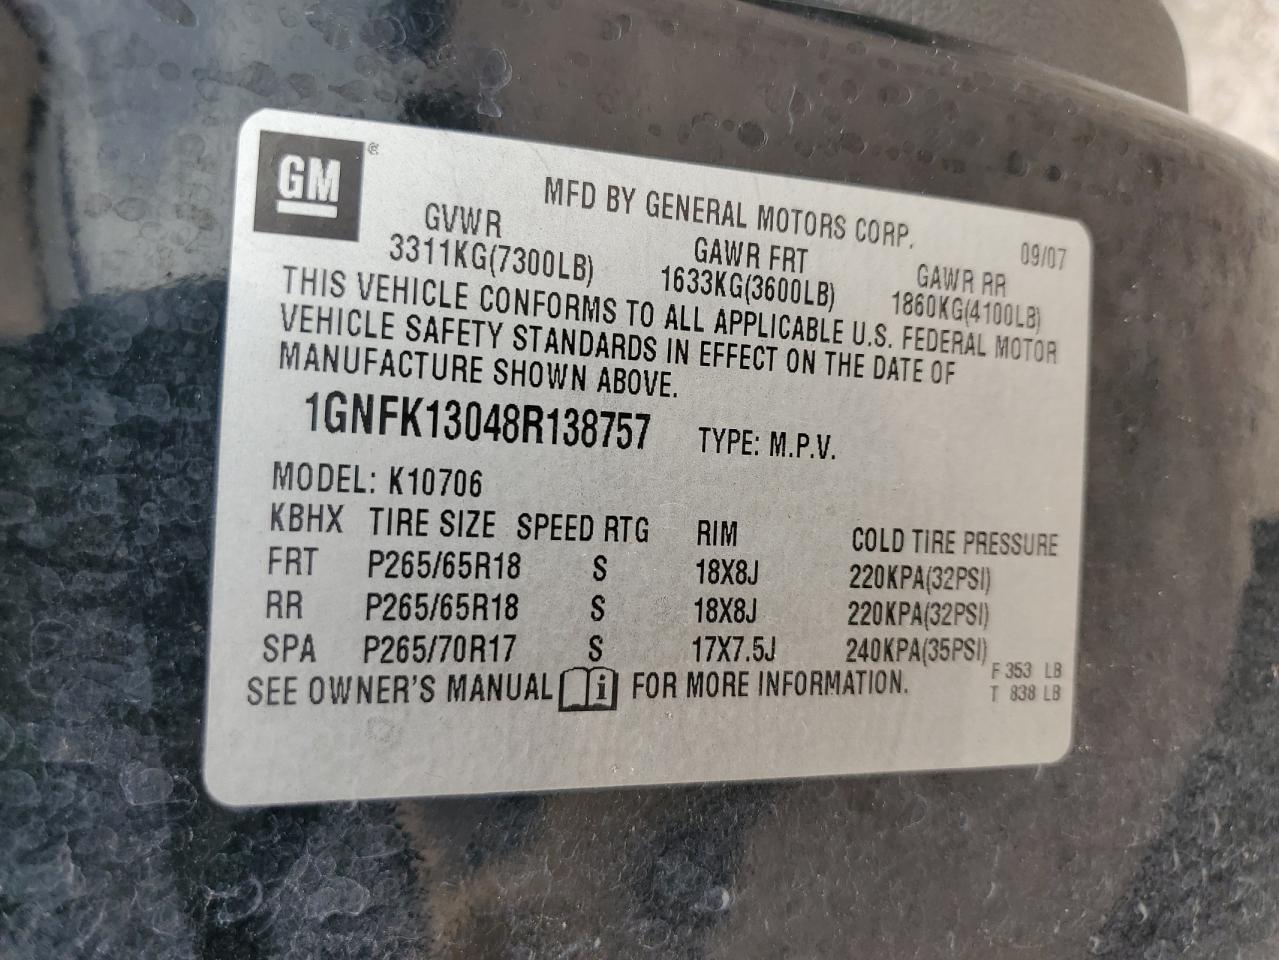 GM
MFD BY GENERAL MOTORS CORP.
09/07
GVWR GAWR FRT GAWR RR
3311KG(7300LB) 1633KG(3600LB) 1860KG(4100LB)
THIS VEHICLE CONFORMS TO ALL APPLICABLE U.S. FEDERAL MOTOR
VEHICLE SAFETY STANDARDS IN EFFECT ON THE DATE OF
MANUFACTURE SHOWN ABOVE.
1GNFK13048R138757 TYPE: M.P.V.
MODEL: K10706
KBHX TIRE SIZE SPEED RTG RIM COLD TIRE PRESSURE
FRT P265/65R18 S 18X8J 220KPA(32PSI)
RR P265/65R18 S 18X8J 220KPA(32PSI)
SPA P265/70R17 S 17X7.5J 240KPA(35PSI)
SEE OWNER'S MANUAL i FOR MORE INFORMATION.
F 353 LB
T 838 LB